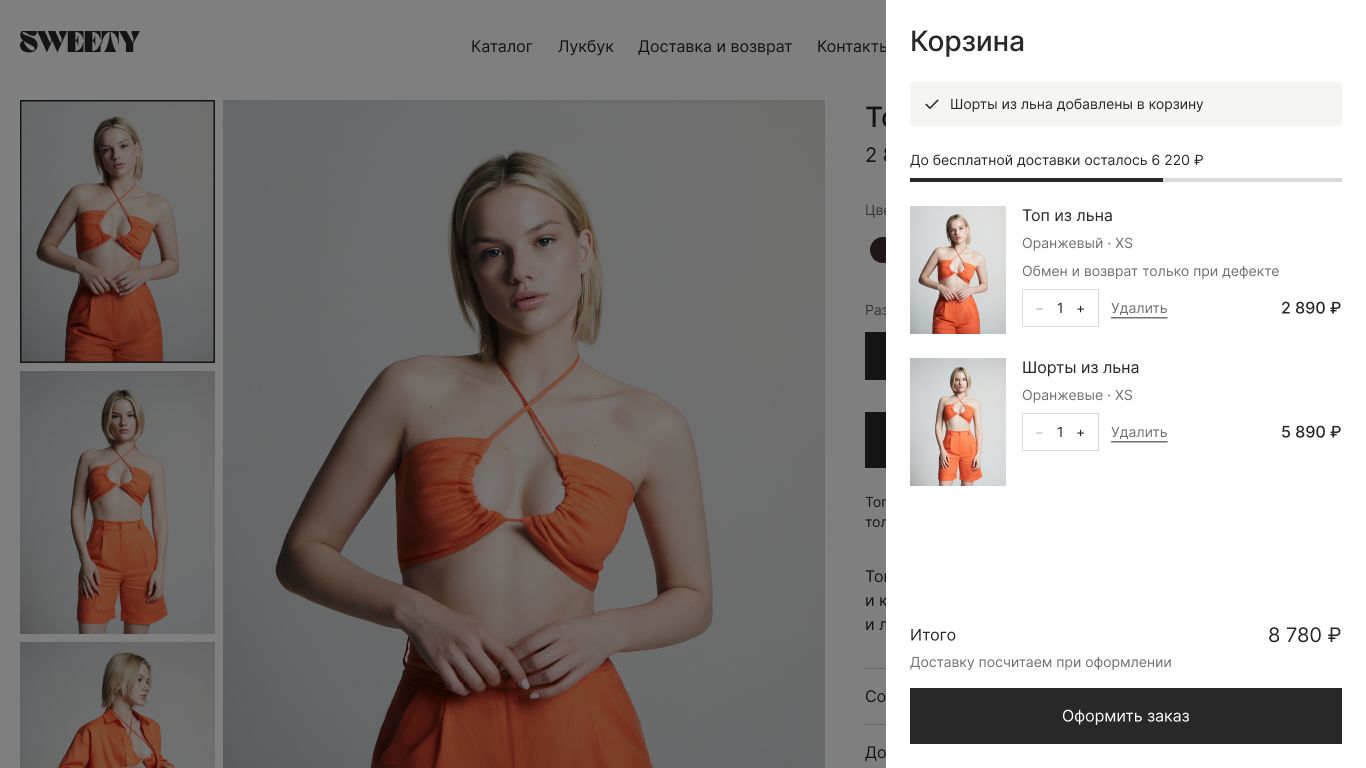 SWEETY
Каталог Лукбук Доставка и возврат Контакты
2
Корзина
Шорты из льна добавлены в корзину
До бесплатной доставки осталось 6 220 ₽
Топ из льна
Оранжевый · XS
Обмен и возврат только при дефекте
− 1 + Удалить 2 890 ₽
Шорты из льна
Оранжевые · XS
− 1 + Удалить 5 890 ₽
и
и
Итого 8 780 ₽
Доставку посчитаем при оформлении
Оформить заказ